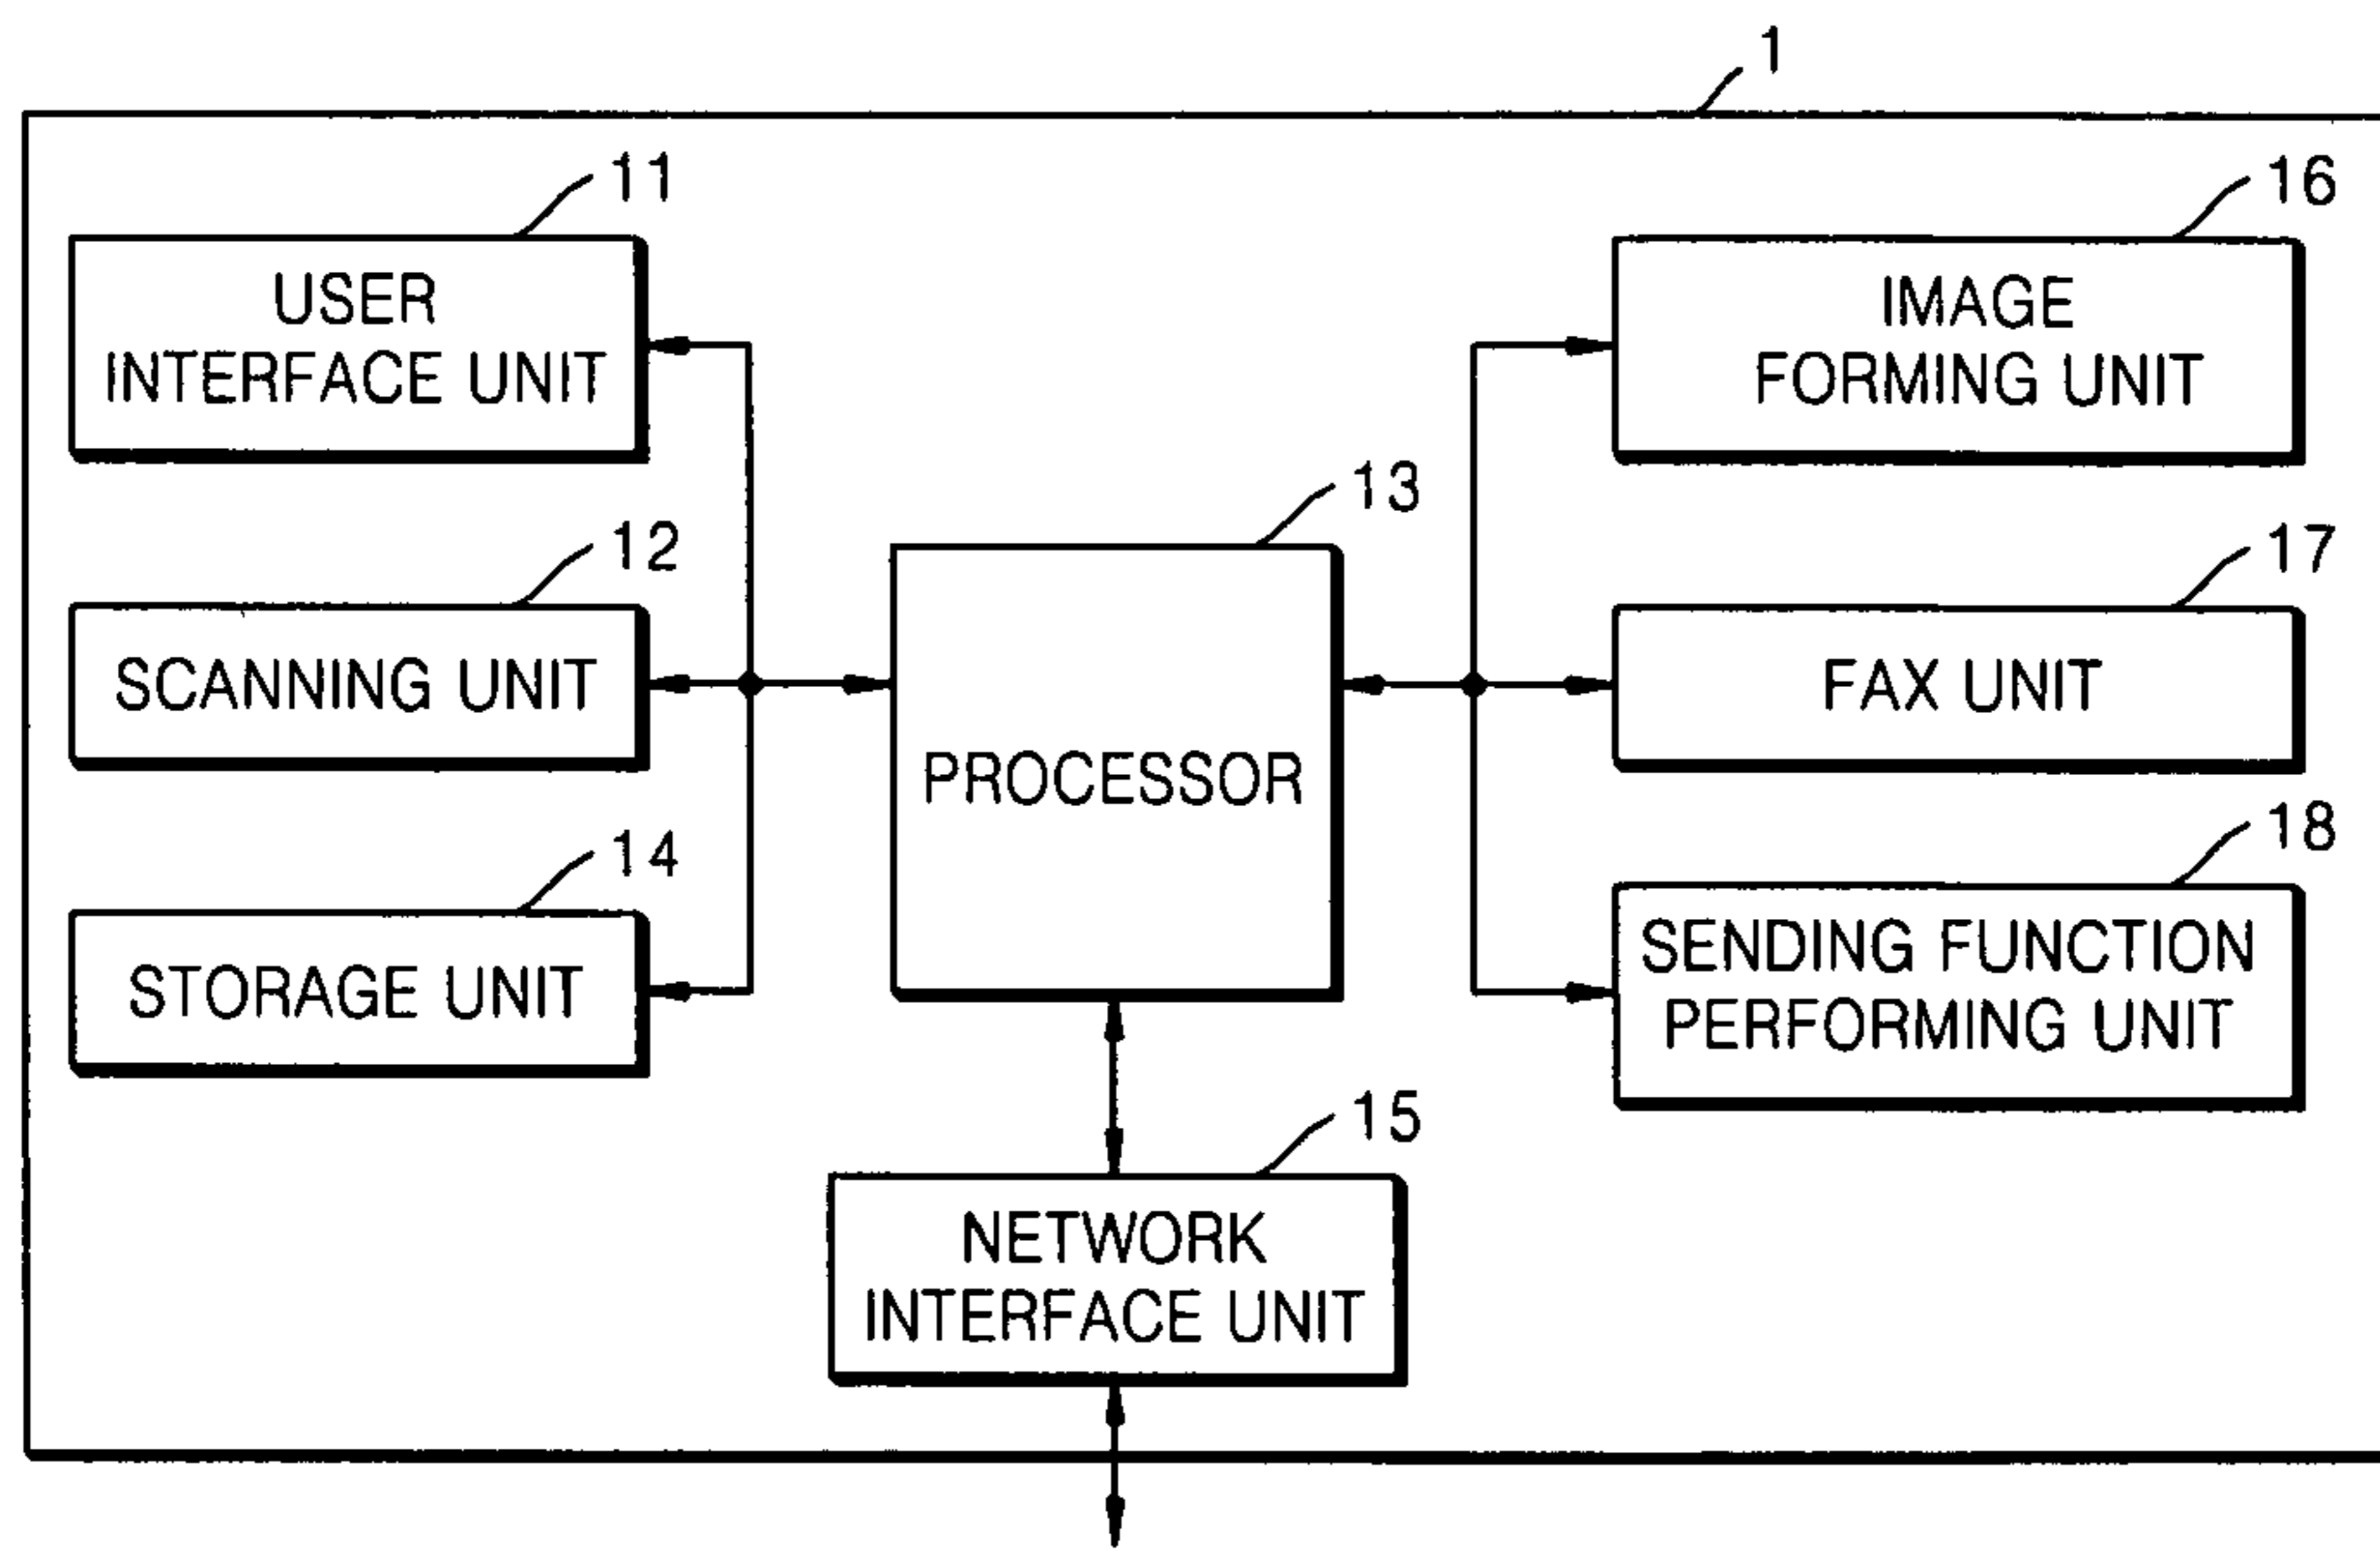 1
11
USER
INTERFACE UNIT
16
IMAGE
FORMING UNIT
13
PROCESSOR
12
SCANNING UNIT
17
FAX UNIT
14
STORAGE UNIT
18
SENDING FUNCTION
PERFORMING UNIT
15
NETWORK
INTERFACE UNIT